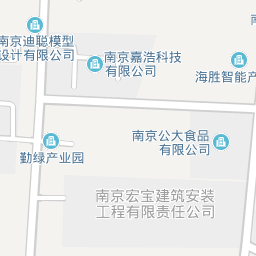 南京迪聪模型
设计有限公司
南京嘉浩科技
有限公司
海胜智能产
南京公大食品
有限公司
勤绿产业园
南京宏宝建筑安装
工程有限责任公司